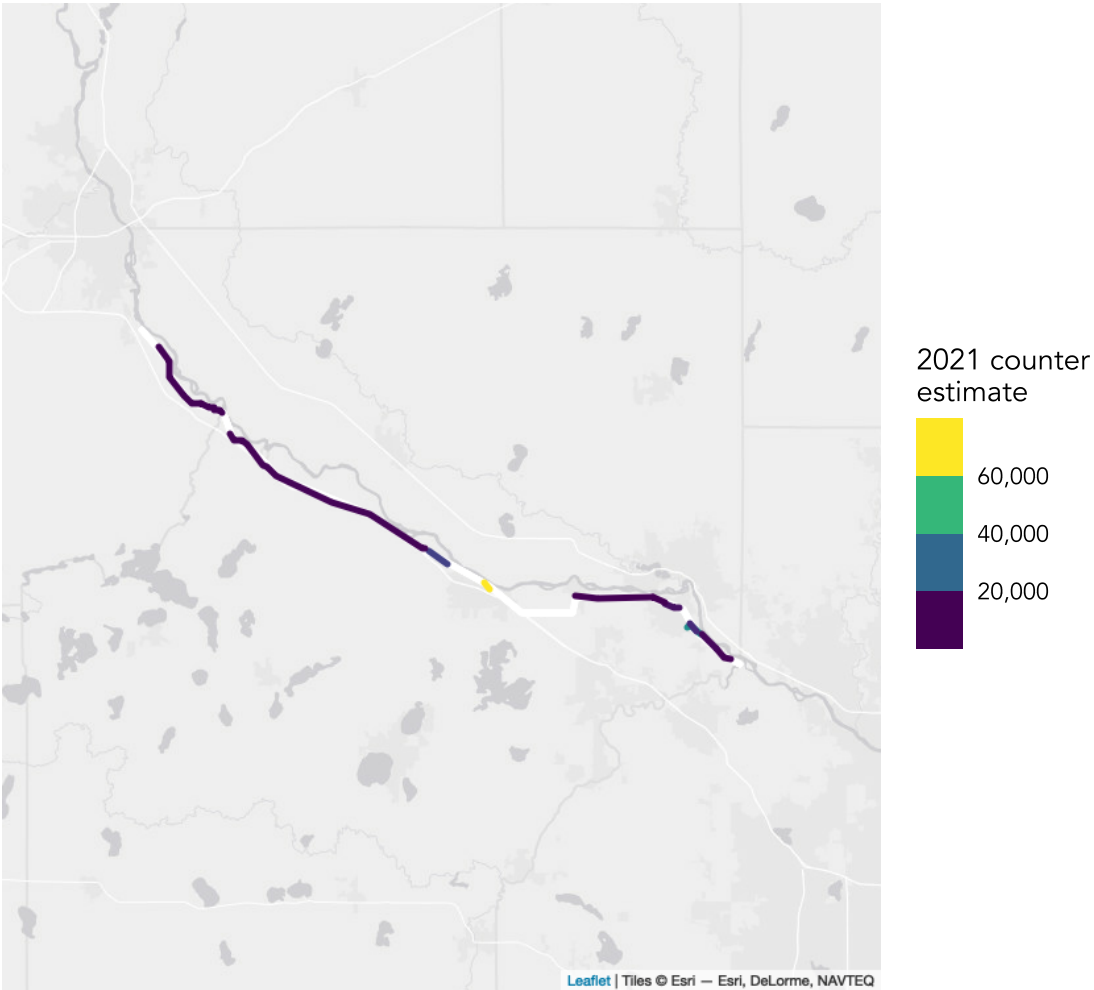 2021 counter
estimate
60,000
40,000
20,000
Leaflet | Tiles © Esri — Esri, DeLorme, NAVTEQ